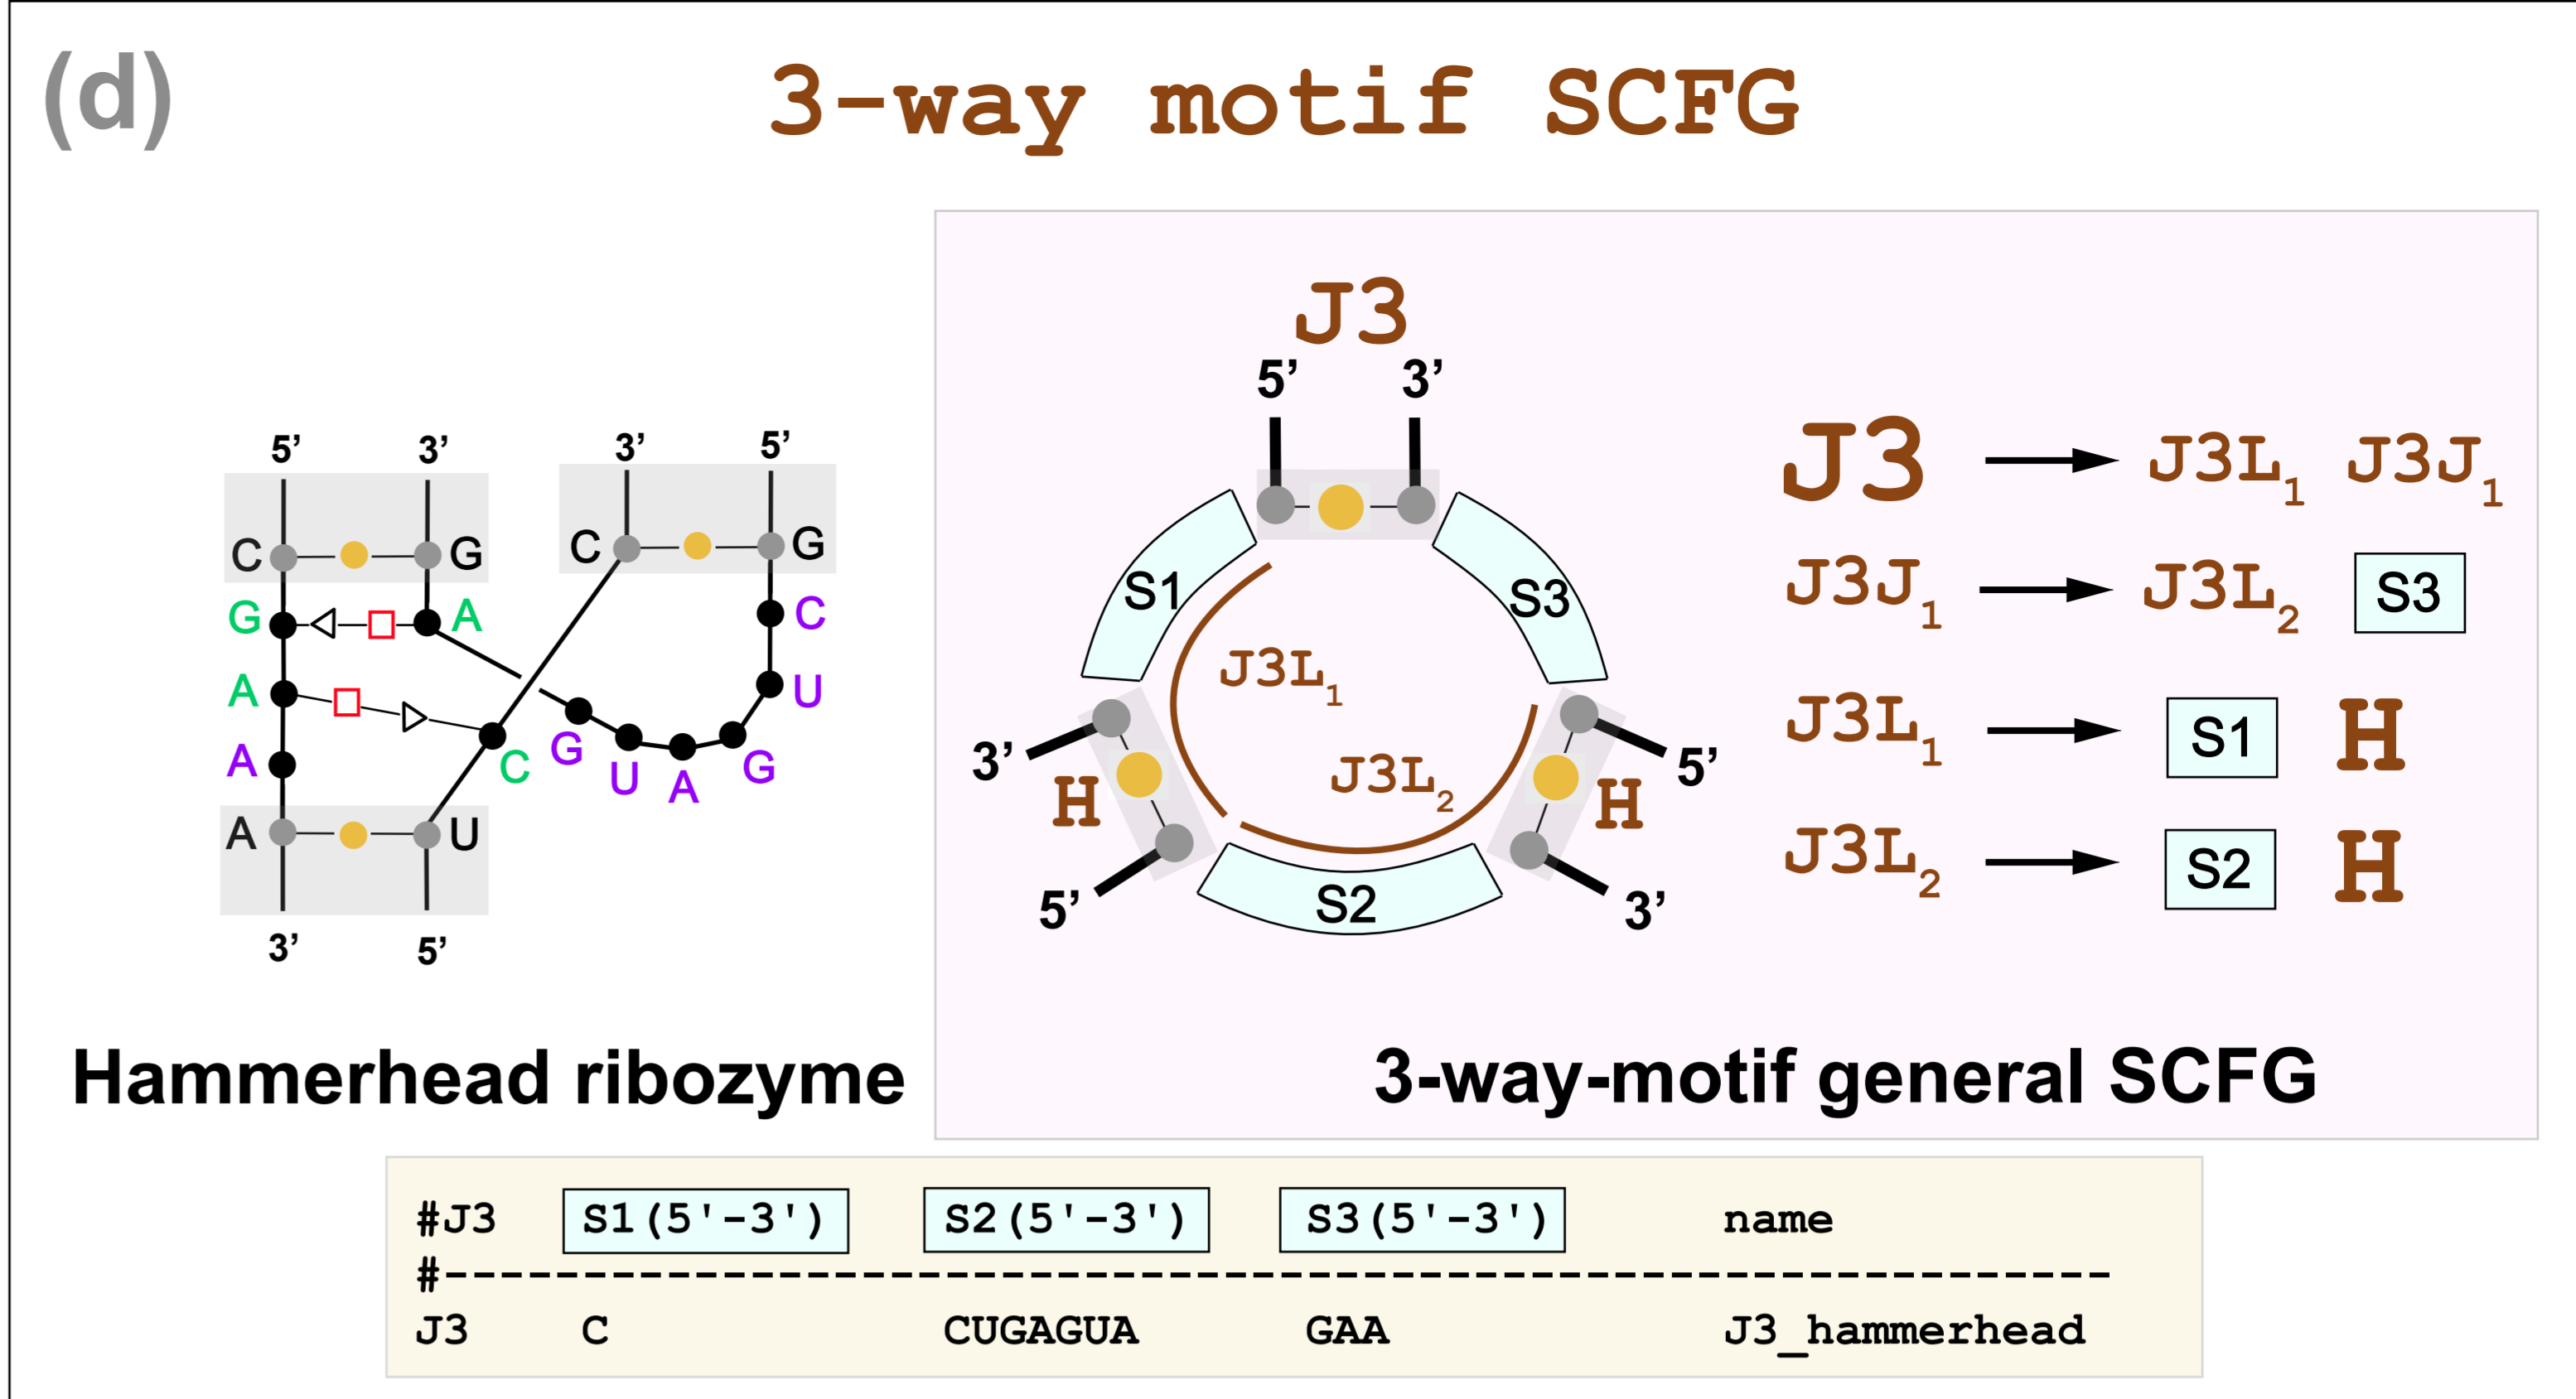 (d)
3-way motif SCFG
5’ 3’ 3’ 5’
C G C G
G A C
A U
A C G U A G
A U
3’ 5’
Hammerhead ribozyme
J3
5’ 3’
S1 S3
J3L1
J3L2
3’ H H 5’
5’ S2 3’
J3 J3L1 J3J1
J3J1 J3L2 S3
J3L1 S1 H
J3L2 S2 H
3-way-motif general SCFG
#J3 S1(5'-3') S2(5'-3') S3(5'-3') name
#------------------------------------------------------------
J3 C CUGAGUA GAA J3_hammerhead